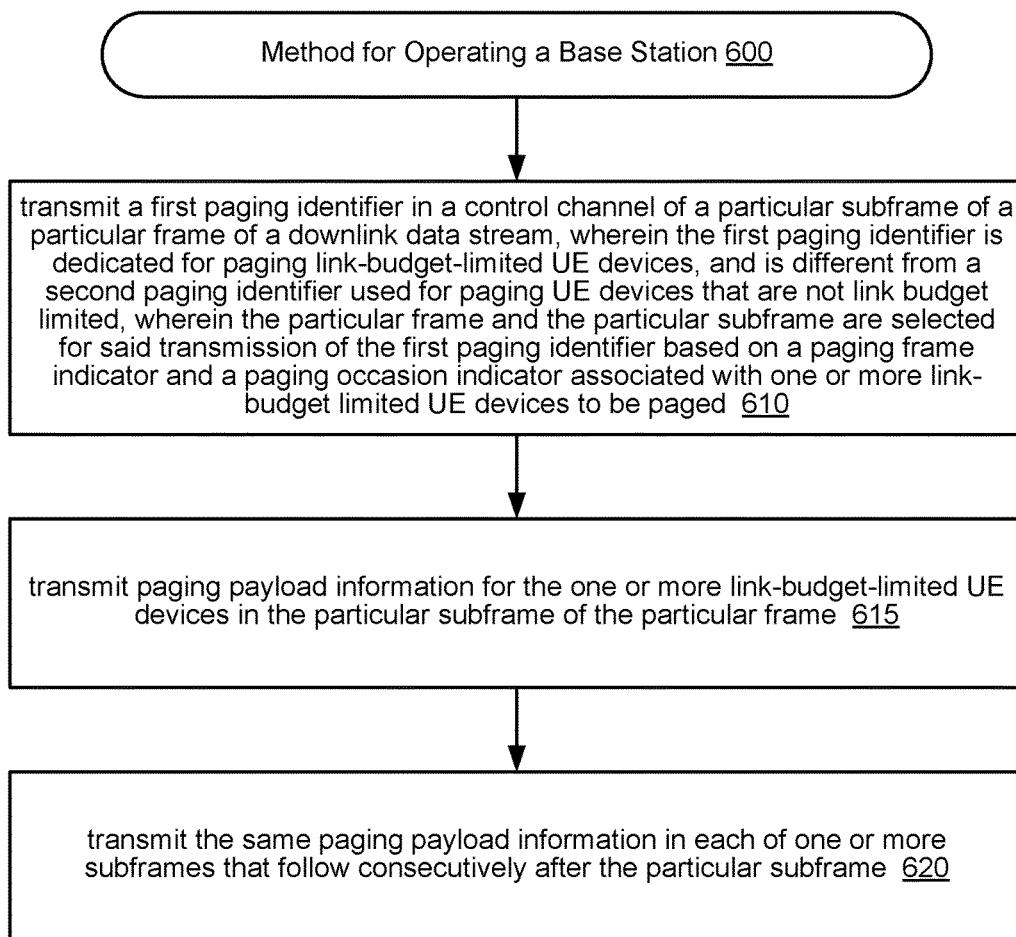 Method for Operating a Base Station 600
transmit a first paging identifier in a control channel of a particular subframe of a
particular frame of a downlink data stream, wherein the first paging identifier is
dedicated for paging link-budget-limited UE devices, and is different from a
second paging identifier used for paging UE devices that are not link budget
limited, wherein the particular frame and the particular subframe are selected
for said transmission of the first paging identifier based on a paging frame
indicator and a paging occasion indicator associated with one or more link-
budget limited UE devices to be paged 610
transmit paging payload information for the one or more link-budget-limited UE
devices in the particular subframe of the particular frame 615
transmit the same paging payload information in each of one or more
subframes that follow consecutively after the particular subframe 620